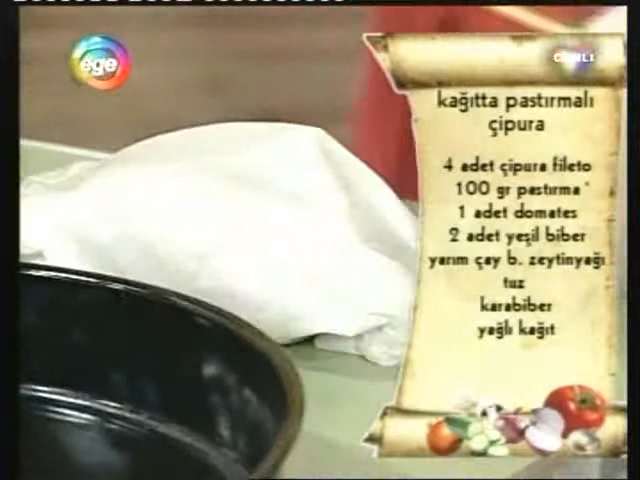 ege
CANLI
kağıtta pastırmalı
çipura
4 adet çipura fileto
100 gr pastırma
1 adet domates
2 adet yeşil biber
yarım çay b. zeytinyağı
tuz
karabiber
yağlı kağıt